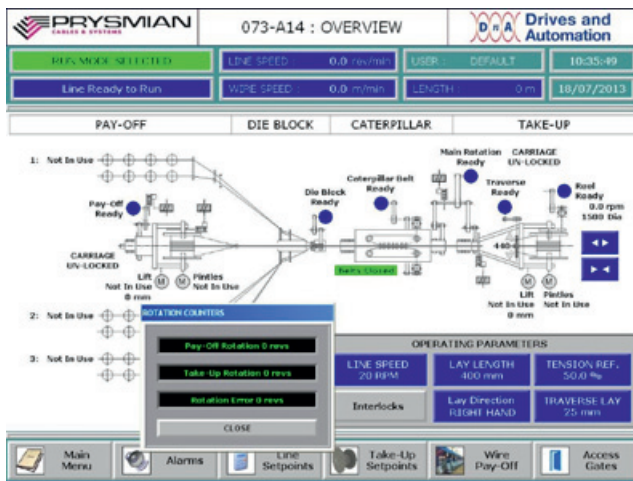 PRYSMIAN
CABLES & SYSTEMS
073-A14 : OVERVIEW
DnA
Drives and
Automation
RUN MODE SELECTED
LINE SPEED : 0.0 rev/min
USER : DEFAULT
10:35:49
Line Ready to Run
WIRE SPEED : 0.0 m/min
LENGTH : 0 m
18/07/2013
PAY-OFF
DIE BLOCK
CATERPILLAR
TAKE-UP
1: Not In Use
Pay-Off
Ready
Die Block
Ready
Caterpillar Belt
Ready
Main Rotation
Ready
CARRIAGE
UN-LOCKED
Traverse
Ready
Reel
Ready
0.0 rpm
1500 Dia
CARRIAGE
UN-LOCKED
Lift
Not In Use
0 mm
M
M
Pintles
Not In Use
Belts Closed
440
M
M
Lift
Not In Use
0 mm
Pintles
Not In Use
2: Not In Use
3: Not In Use
ROTATION COUNTERS
Pay-Off Rotation 0 revs
Take-Up Rotation 0 revs
Rotation Error 0 revs
CLOSE
OPERATING PARAMETERS
LINE SPEED
20 RPM
LAY LENGTH
400 mm
TENSION REF.
50.0 %
Interlocks
Lay Direction
RIGHT HAND
TRAVERSE LAY
25 mm
Main
Menu
Alarms
Line
Setpoints
Take-Up
Setpoints
Wire
Pay-Off
Access
Gates